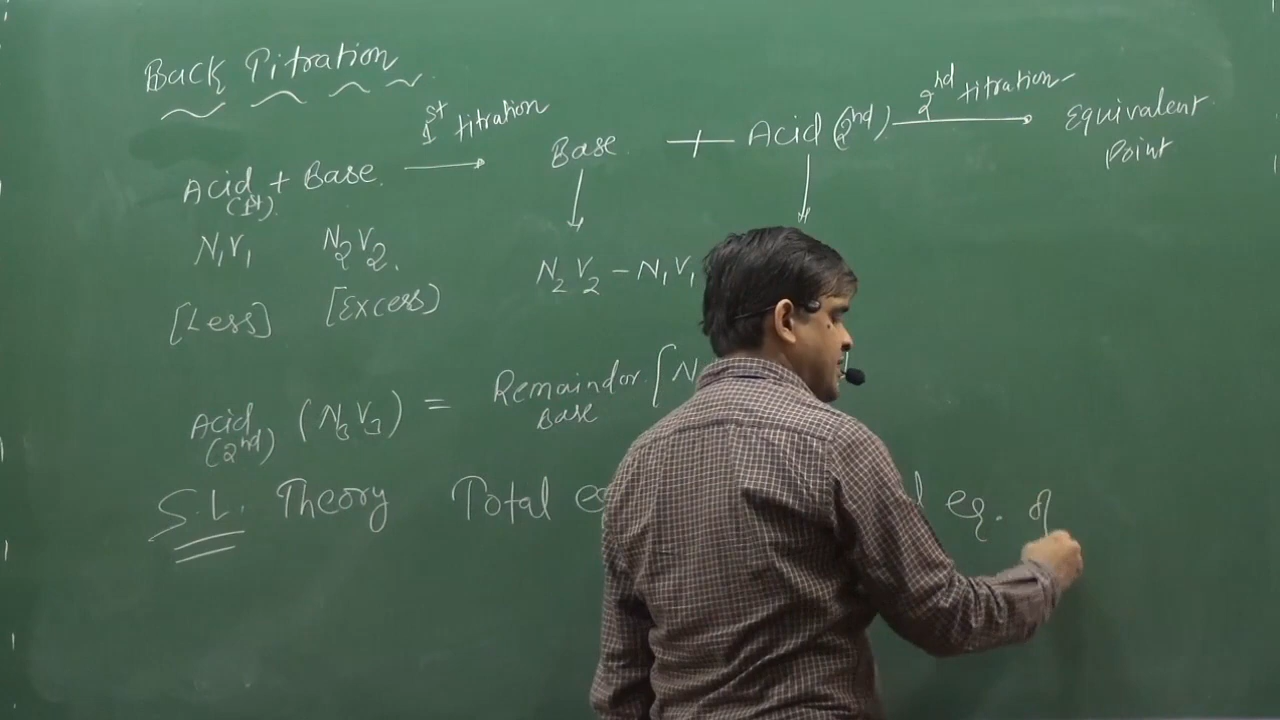 Back Titration
1st titration
2nd titration
Acid (1st) + Base.
Base + Acid (2nd)
Equivalent Point
N₁V₁ N₂V₂.
N₂V₂ - N₁V₁
[Less] [Excess)
Acid (2nd) (N₃V₃) = Remaindor Base [N
S.L. Theory Total eq. of